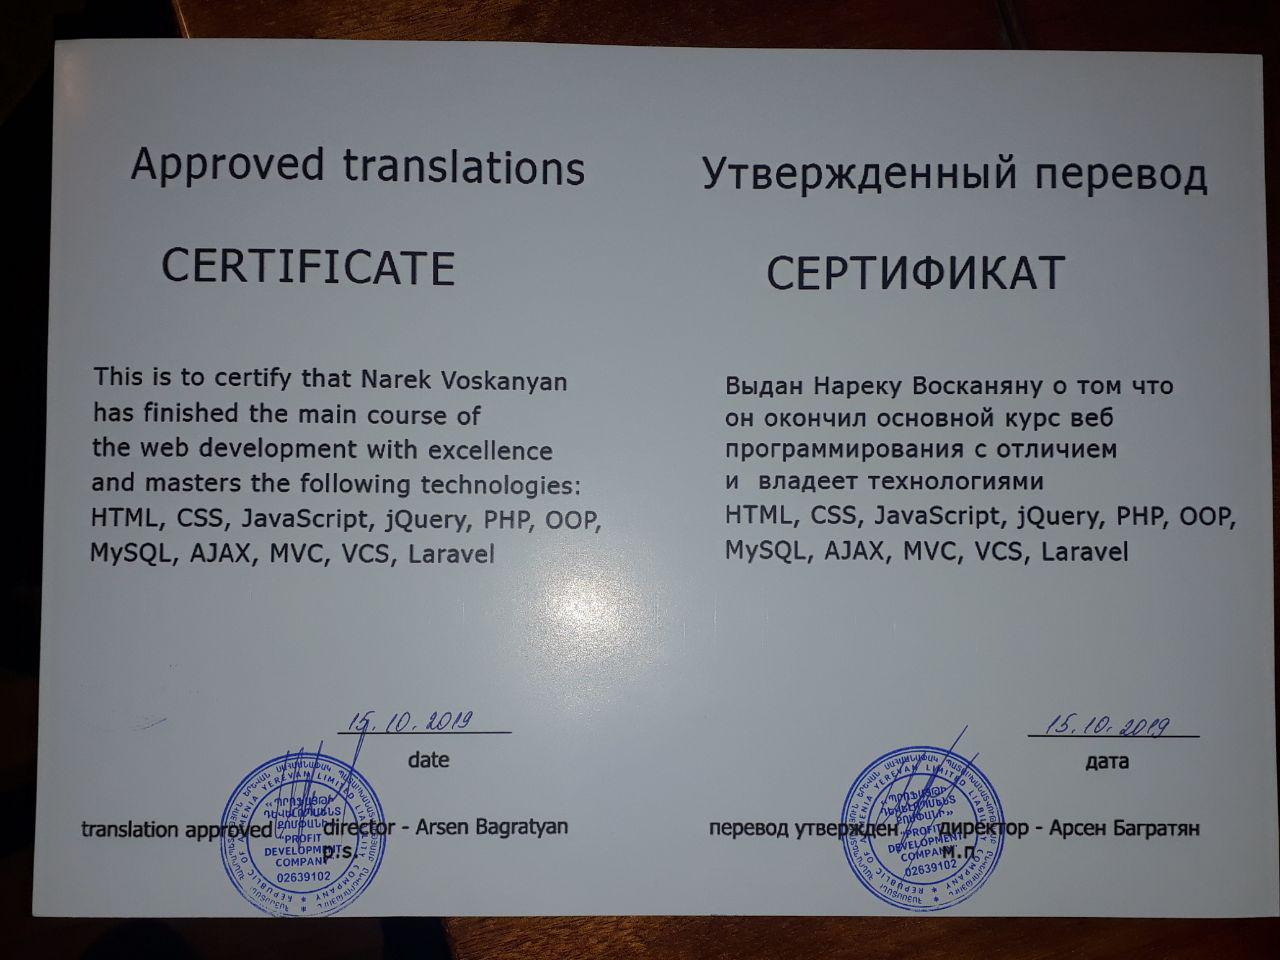 Approved translations
CERTIFICATE
This is to certify that Narek Voskanyan
has finished the main course of
the web development with excellence
and masters the following technologies:
HTML, CSS, JavaScript, jQuery, PHP, OOP,
MySQL, AJAX, MVC, VCS, Laravel
15.10.2019
date
translation approved director - Arsen Bagratyan
p.s.
REPUBLIC OF ARMENIA YEREVAN LIMITED LIABILITY COMPANY
"PROFIT
DEVELOPMENT
COMPANY"
02639102
Утвержденный перевод
СЕРТИФИКАТ
Выдан Нареку Восканяну о том что
он окончил основной курс веб
программирования с отличием
и владеет технологиями
HTML, CSS, JavaScript, jQuery, PHP, OOP,
MySQL, AJAX, MVC, VCS, Laravel
15.10.2019
дата
перевод утвержден директор - Арсен Багратян
м.п
REPUBLIC OF ARMENIA YEREVAN LIMITED LIABILITY COMPANY
"PROFIT
DEVELOPMENT
COMPANY"
02639102